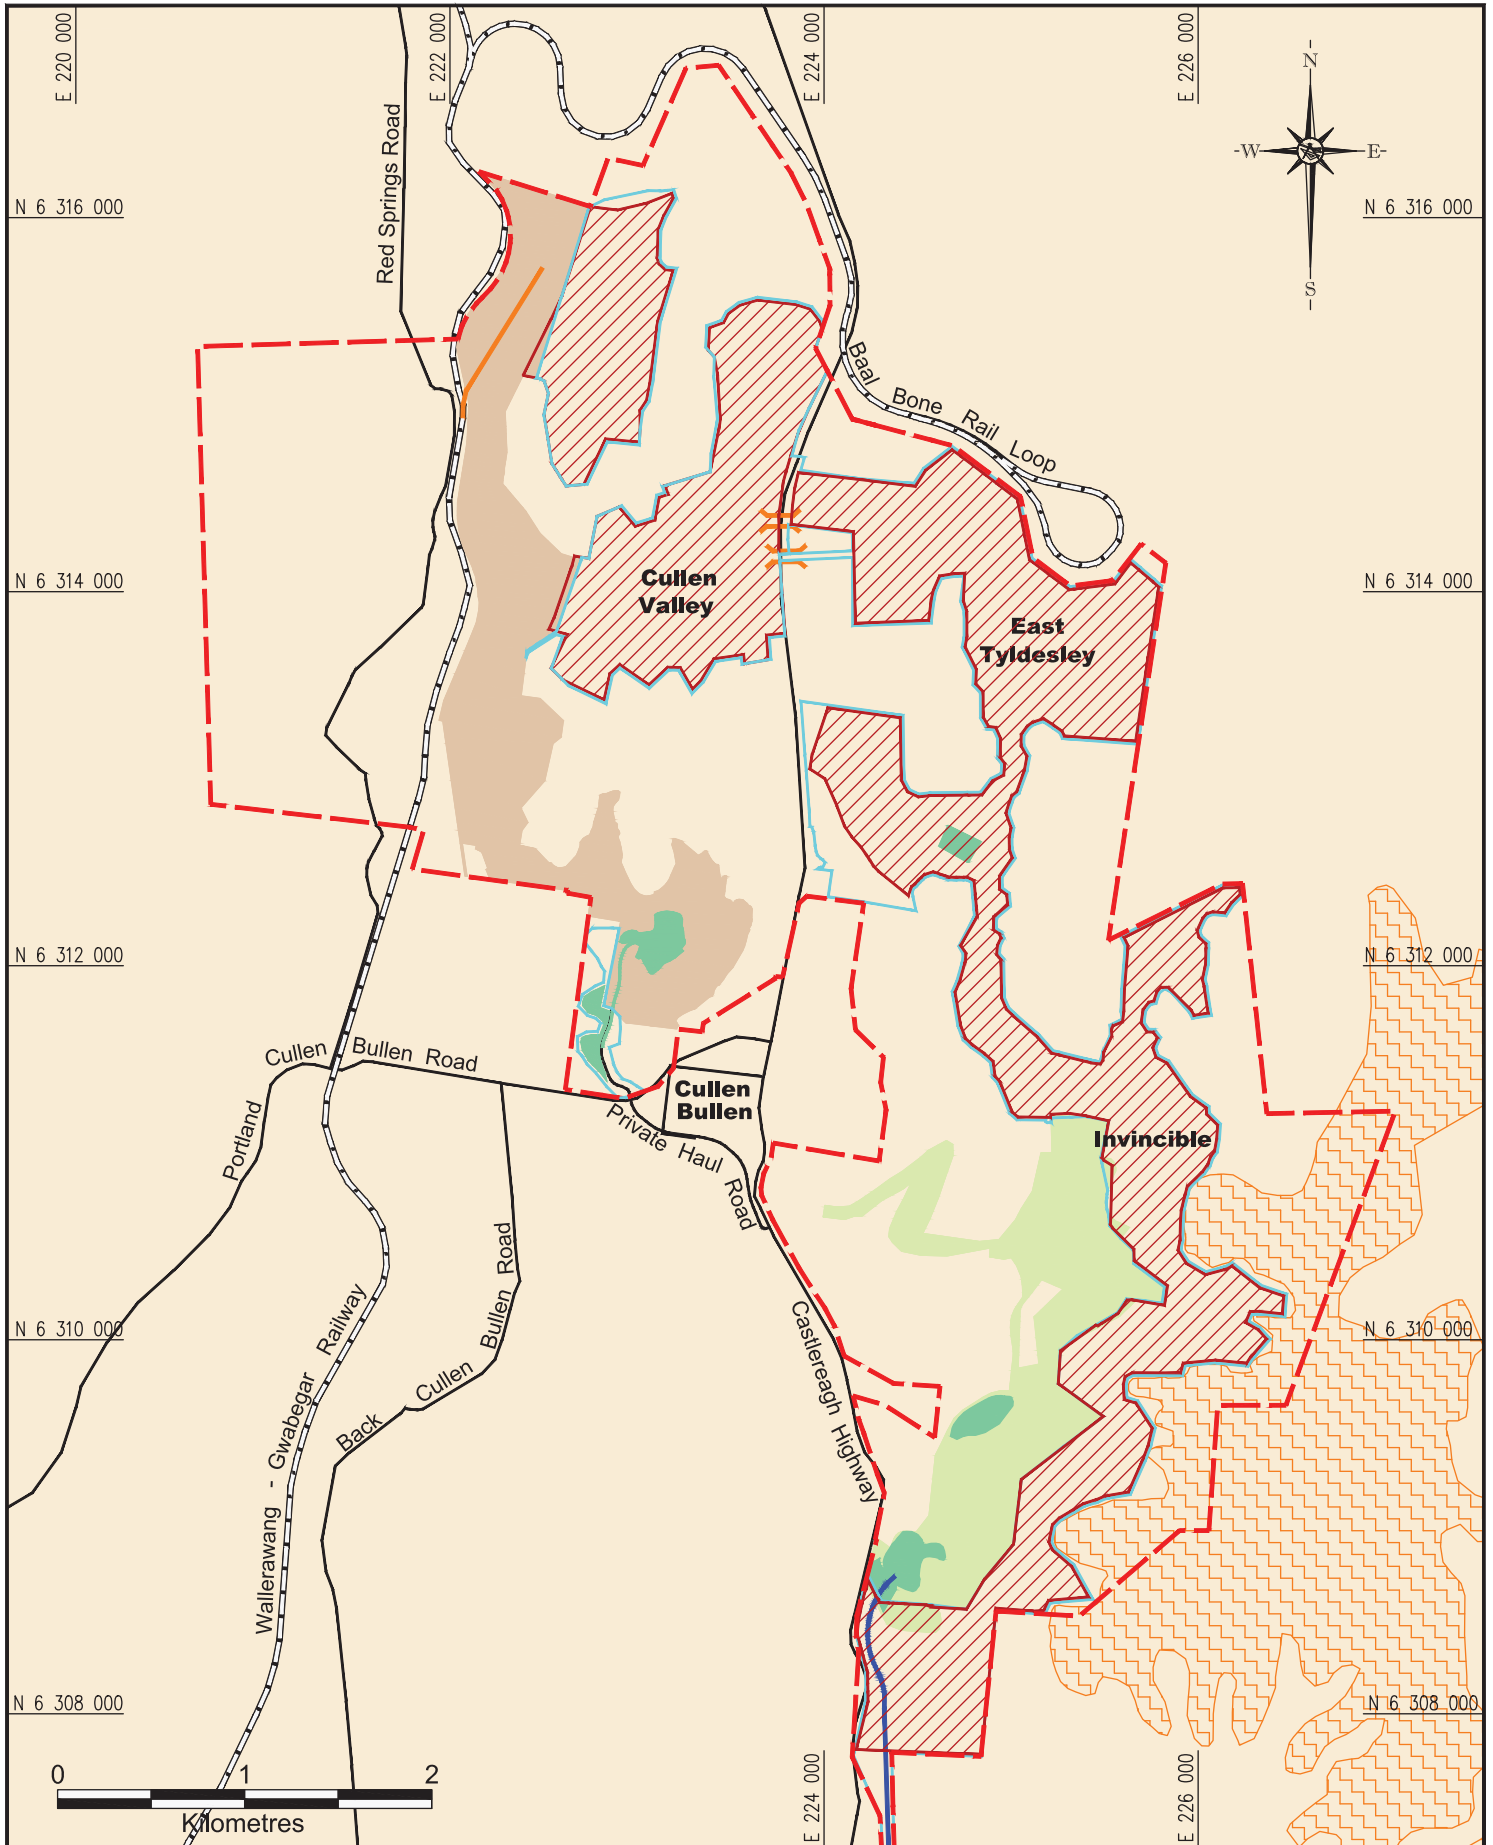 E 220 000
E 222 000
E 224 000
E 226 000
N
-W-
E-
S
Red Springs Road
N 6 316 000
N 6 316 000
Baal Bone Rail Loop
N 6 314 000
N 6 314 000
Cullen
Valley
East
Tyldesley
N 6 312 000
N 6 312 000
Cullen Bullen Road
Portland
Cullen
Bullen
Private Haul Road
Invincible
N 6 310 000
N 6 310 000
Castlereagh Highway
Back Cullen Bullen Road
Wallerawang - Gwabegar Railway
N 6 308 000
N 6 308 000
0 1 2
Kilometres
E 224 000
E 226 000